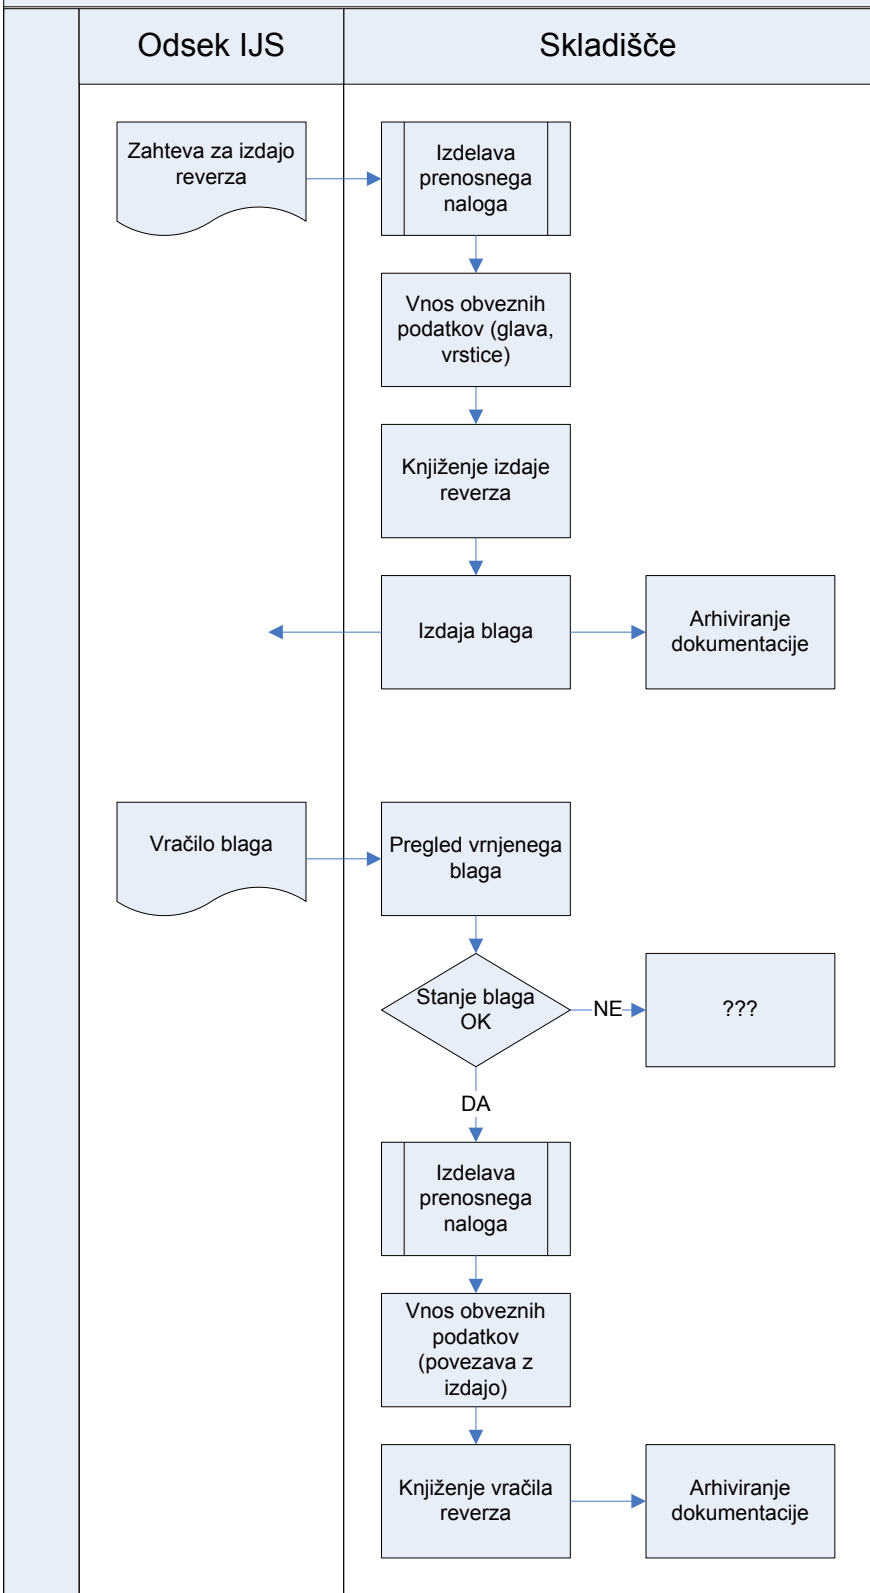 Odsek IJS
Skladišče
Zahteva za izdajo
reverza
Izdelava
prenosnega
naloga
Vnos obveznih
podatkov (glava,
vrstice)
Knjiženje izdaje
reverza
Izdaja blaga
Arhiviranje
dokumentacije
Vračilo blaga
Pregled vrnjenega
blaga
Stanje blaga
OK
NE
???
DA
Izdelava
prenosnega
naloga
Vnos obveznih
podatkov
(povezava z
izdajo)
Knjiženje vračila
reverza
Arhiviranje
dokumentacije